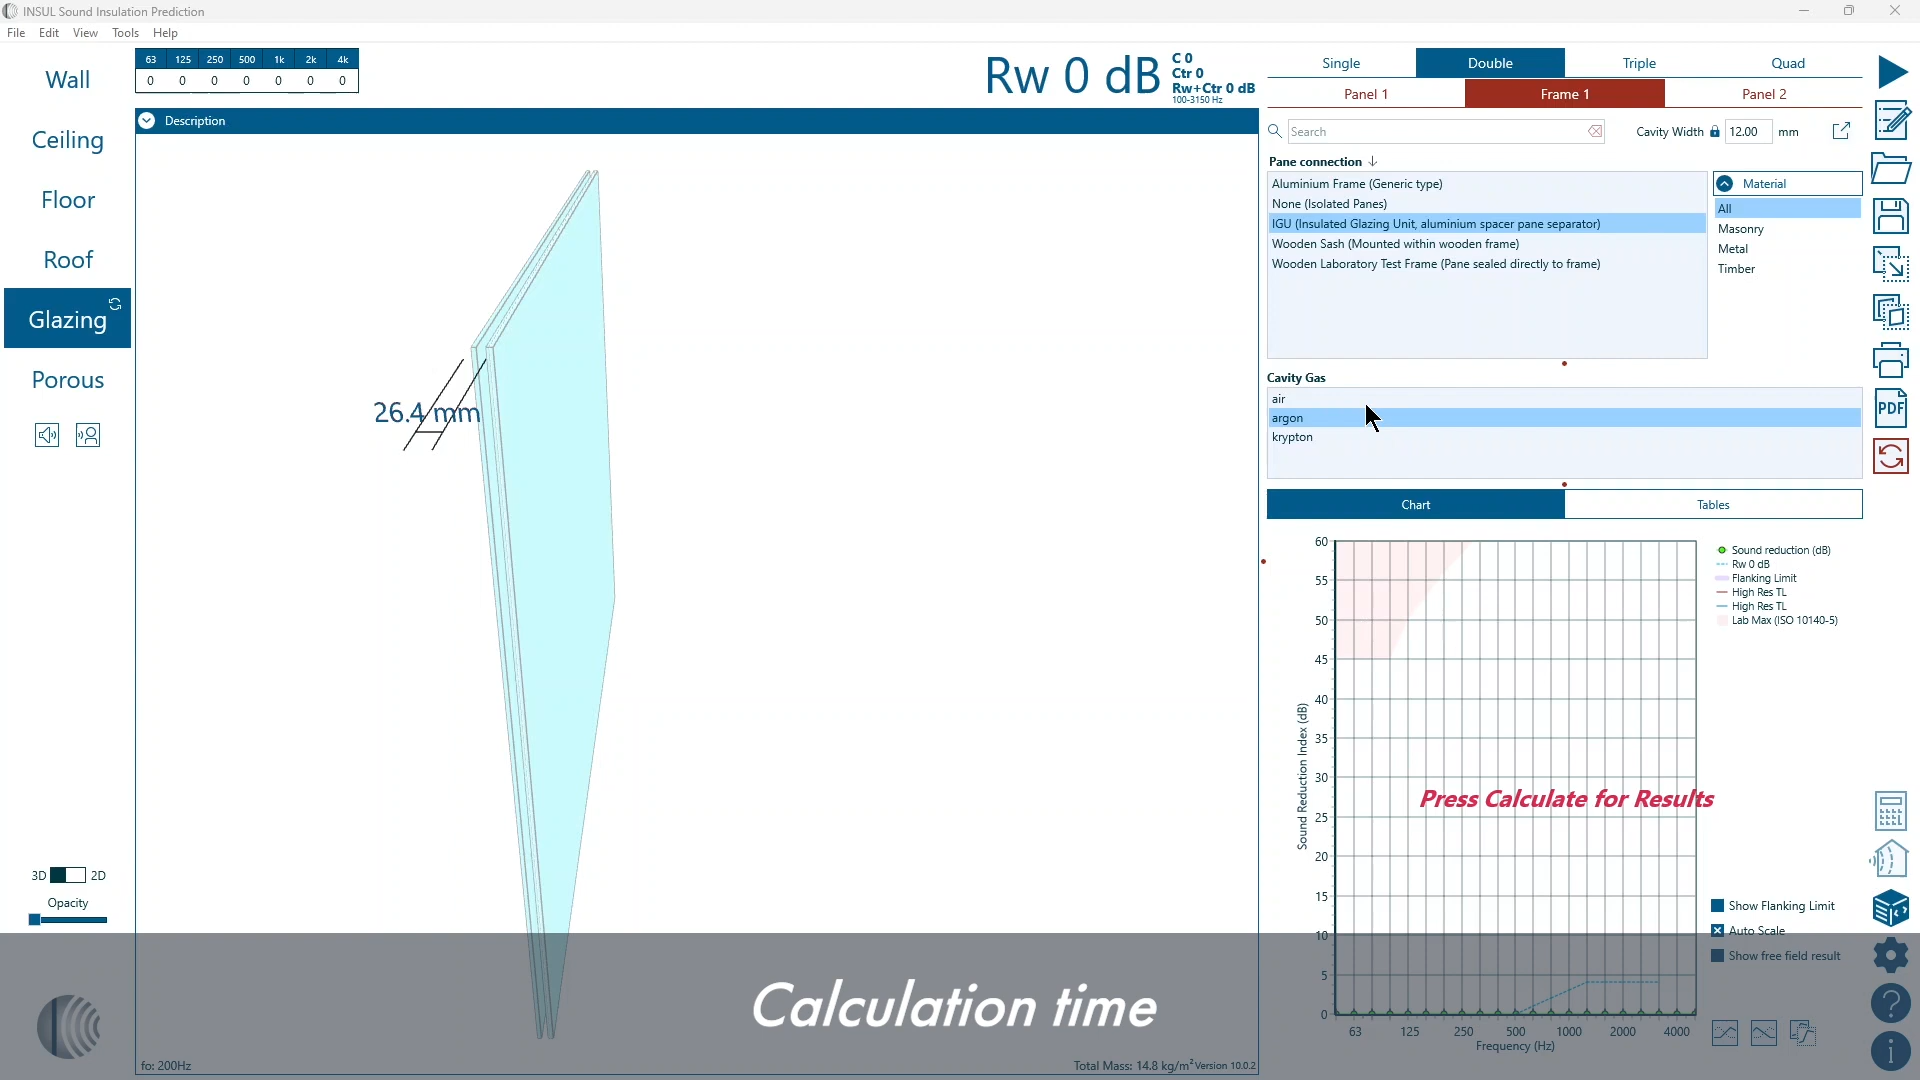 INSUL Sound Insulation Prediction
File Edit View Tools Help
Wall
Ceiling
Floor
Roof
Glazing
Porous
3D 2D
Opacity
63 125 250 500 1k 2k 4k
0 0 0 0 0 0 0
Rw 0 dB
C 0
Ctr 0
Rw+Ctr 0 dB
100-3150 Hz
Description
26.4 mm
fo: 200Hz
Total Mass: 14.8 kg/m² Version 10.0.2
Single Double Triple Quad
Panel 1 Frame 1 Panel 2
Search
Cavity Width 12.00 mm
Pane connection
Aluminium Frame (Generic type)
None (Isolated Panes)
IGU (Insulated Glazing Unit, aluminium spacer pane separator)
Wooden Sash (Mounted within wooden frame)
Wooden Laboratory Test Frame (Pane sealed directly to frame)
Material
All
Masonry
Metal
Timber
Cavity Gas
air
argon
krypton
Chart Tables
60
55
50
45
40
35
30
25
20
15
10
5
0
Sound Reduction Index (dB)
63 125 250 500 1000 2000 4000
Frequency (Hz)
Press Calculate for Results
Sound reduction (dB)
Rw 0 dB
Flanking Limit
High Res TL
High Res TL
Lab Max (ISO 10140-5)
Show Flanking Limit
Auto Scale
Show free field result
PDF
Calculation time